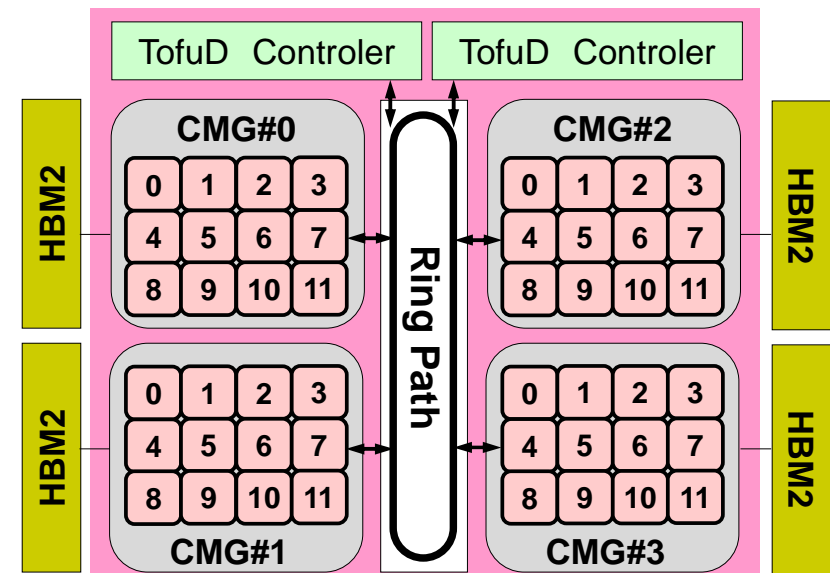 TofuD Controler
TofuD Controler
HBM2
CMG#0
0 1 2 3
4 5 6 7
8 9 10 11
CMG#2
0 1 2 3
4 5 6 7
8 9 10 11
HBM2
Ring Path
HBM2
0 1 2 3
4 5 6 7
8 9 10 11
CMG#1
0 1 2 3
4 5 6 7
8 9 10 11
CMG#3
HBM2